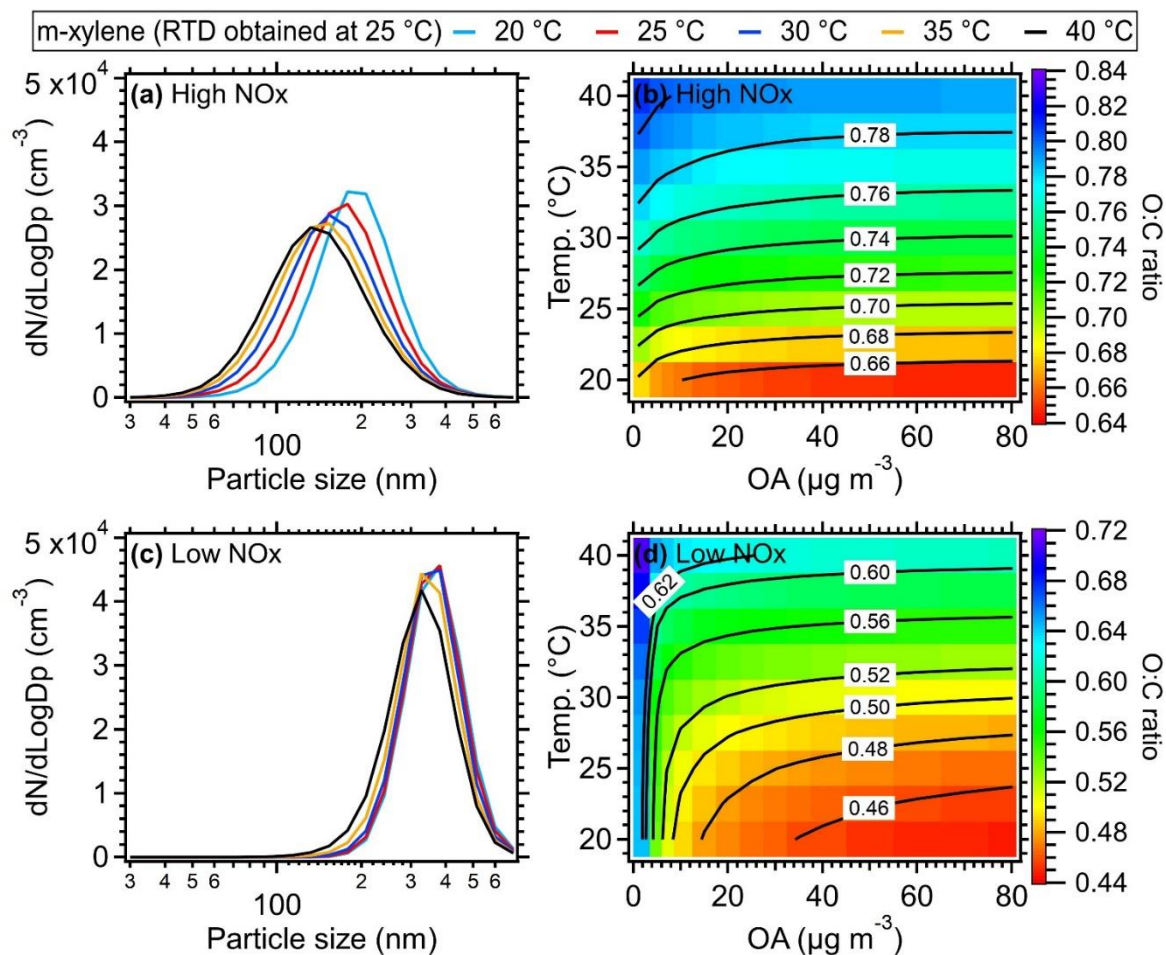 m-xylene (RTD obtained at 25 °C) 20 °C 25 °C 30 °C 35 °C 40 °C
(a) High NOx
5 x10⁴
4
3
2
1
0
dN/dLogDp (cm⁻³)
3 4 5 6 2 3 4 5 6
100
Particle size (nm)
(b) High NOx
40
35
30
25
20
Temp. (°C)
0.78
0.76
0.74
0.72
0.70
0.68
0.66
0 20 40 60 80
OA (µg m⁻³)
0.84
0.82
0.80
0.78
0.76
0.74
0.72
0.70
0.68
0.66
0.64
O:C ratio
(c) Low NOx
5 x10⁴
4
3
2
1
0
dN/dLogDp (cm⁻³)
3 4 5 6 2 3 4 5 6
100
Particle size (nm)
(d) Low NOx
40
35
30
25
20
Temp. (°C)
0.62
0.60
0.56
0.52
0.50
0.48
0.46
0 20 40 60 80
OA (µg m⁻³)
0.72
0.68
0.64
0.60
0.56
0.52
0.48
0.44
O:C ratio